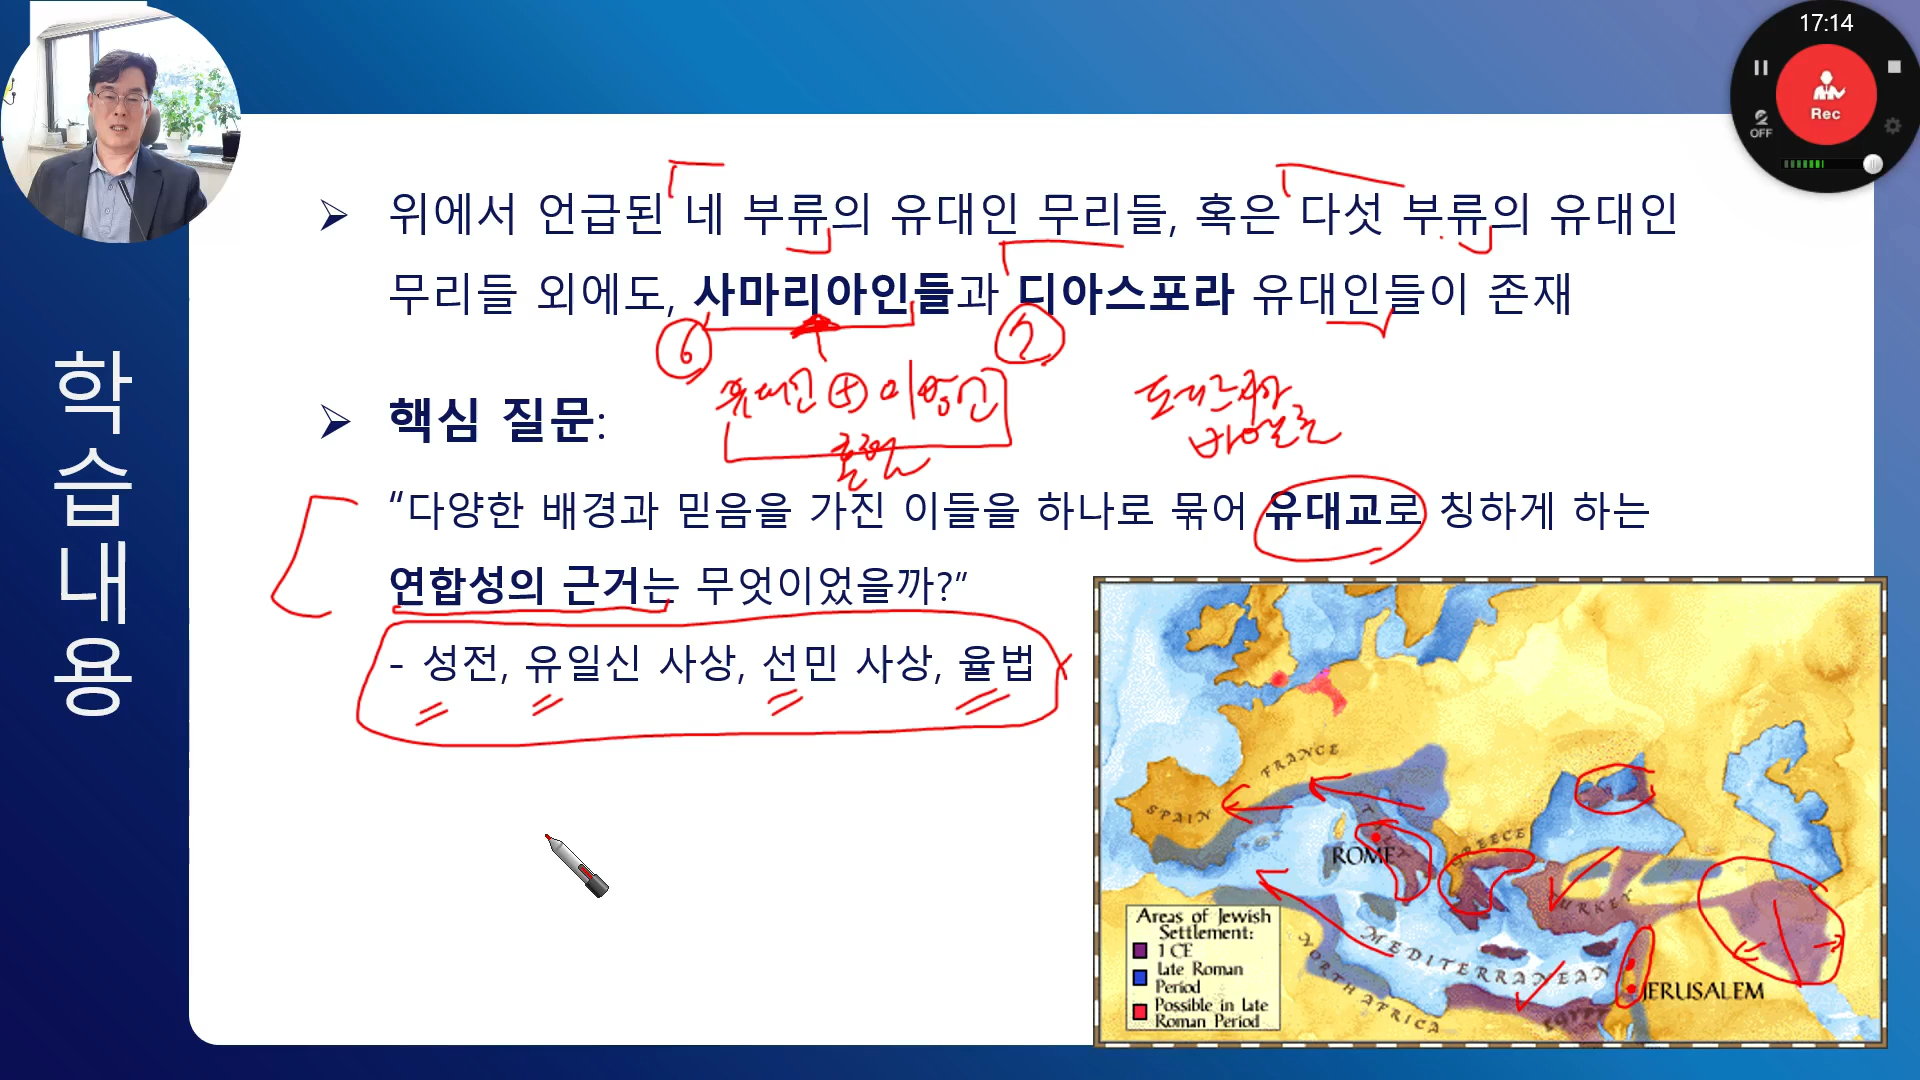 17:14
Rec
OFF
학습내용
➢ 위에서 언급된 네 부류의 유대인 무리들, 혹은 다섯 부류의 유대인
무리들 외에도, 사마리아인들과 디아스포라 유대인들이 존재
⑥
유대인 ⊕ 이방인
혼혈
➢ 핵심 질문:
“다양한 배경과 믿음을 가진 이들을 하나로 묶어 유대교로 칭하게 하는
연합성의 근거는 무엇이었을까?”
- 성전, 유일신 사상, 선민 사상, 율법
FRANCE
SPAIN
ITALY
ROME
GREECE
TURKEY
MEDITERRANEAN
NORTH AFRICA
EGYPT
JERUSALEM
Areas of Jewish
Settlement:
1 CE
Late Roman
Period
Possible in late
Roman Period